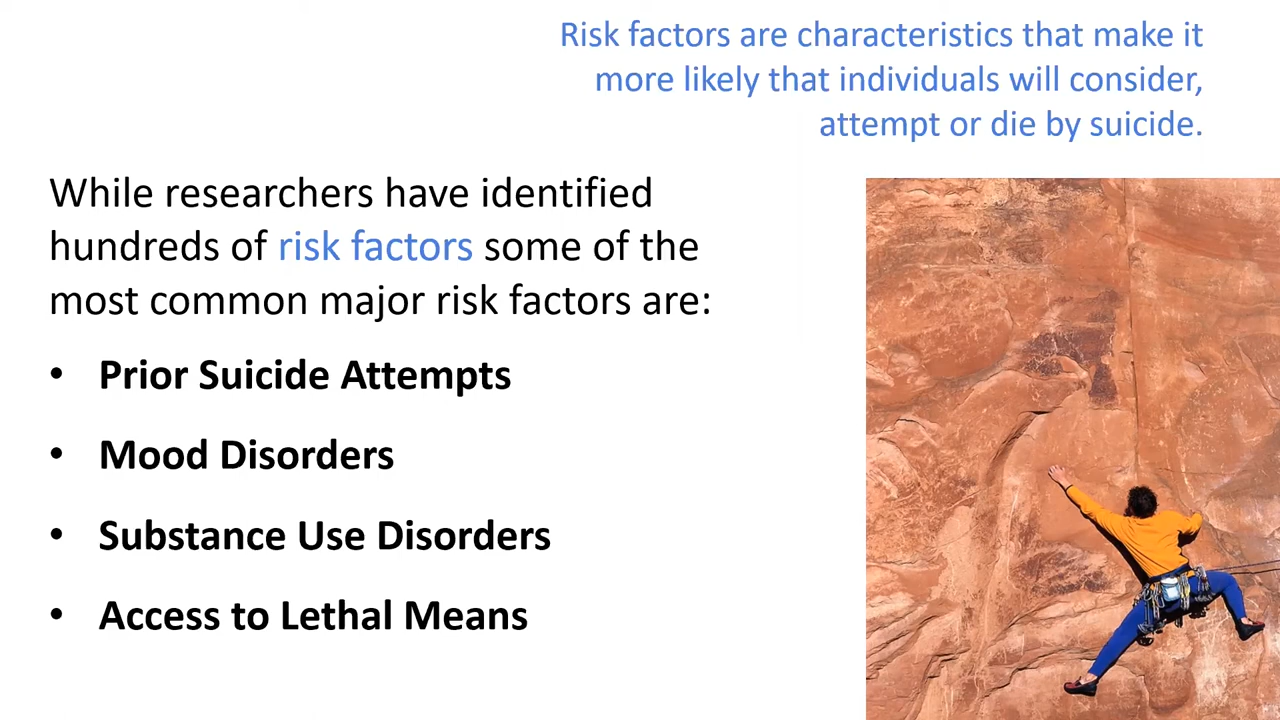 Risk factors are characteristics that make it
more likely that individuals will consider,
attempt or die by suicide.
While researchers have identified
hundreds of risk factors some of the
most common major risk factors are:
• Prior Suicide Attempts
• Mood Disorders
• Substance Use Disorders
• Access to Lethal Means